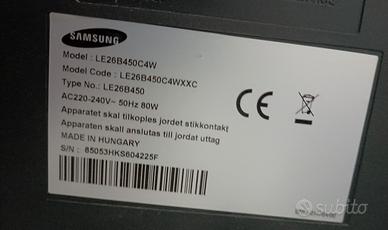 SAMSUNG
Model : LE26B450C4W
Model Code : LE26B450C4WXXC
Type No. : LE26B450
AC220-240V~ 50Hz 80W
Apparatet skal tilkoples jordet stikkontakt
Apparaten skall anslutas till jordat uttag
MADE IN HUNGARY
S/N : 85053HKS604225F
CE
subito